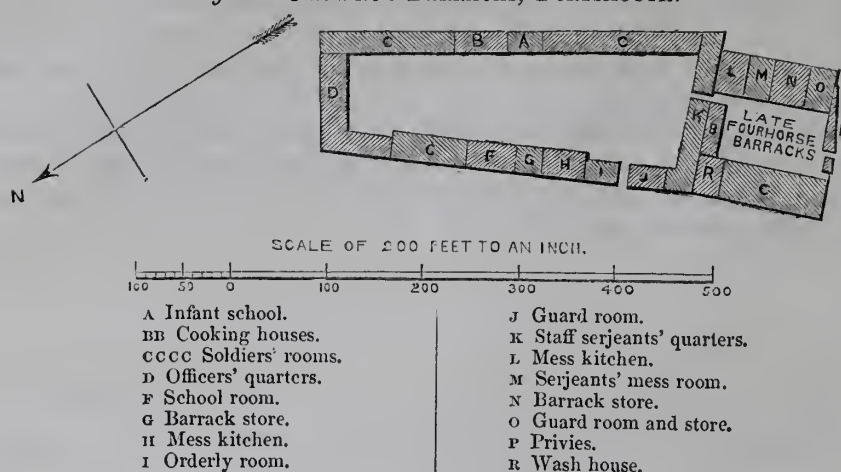 C B A C
L M N O
D
K B
LATE
FOURHORSE
BARRACKS
C F G H I J R C
N
SCALE OF 200 FEET TO AN INCH.
100 50 0 100 200 300 400 500
A Infant school.
BB Cooking houses.
CCCC Soldiers' rooms.
D Officers' quarters.
F School room.
G Barrack store.
H Mess kitchen.
I Orderly room.
J Guard room.
K Staff serjeants' quarters.
L Mess kitchen.
M Serjeants' mess room.
N Barrack store.
O Guard room and store.
P Privies.
R Wash house.